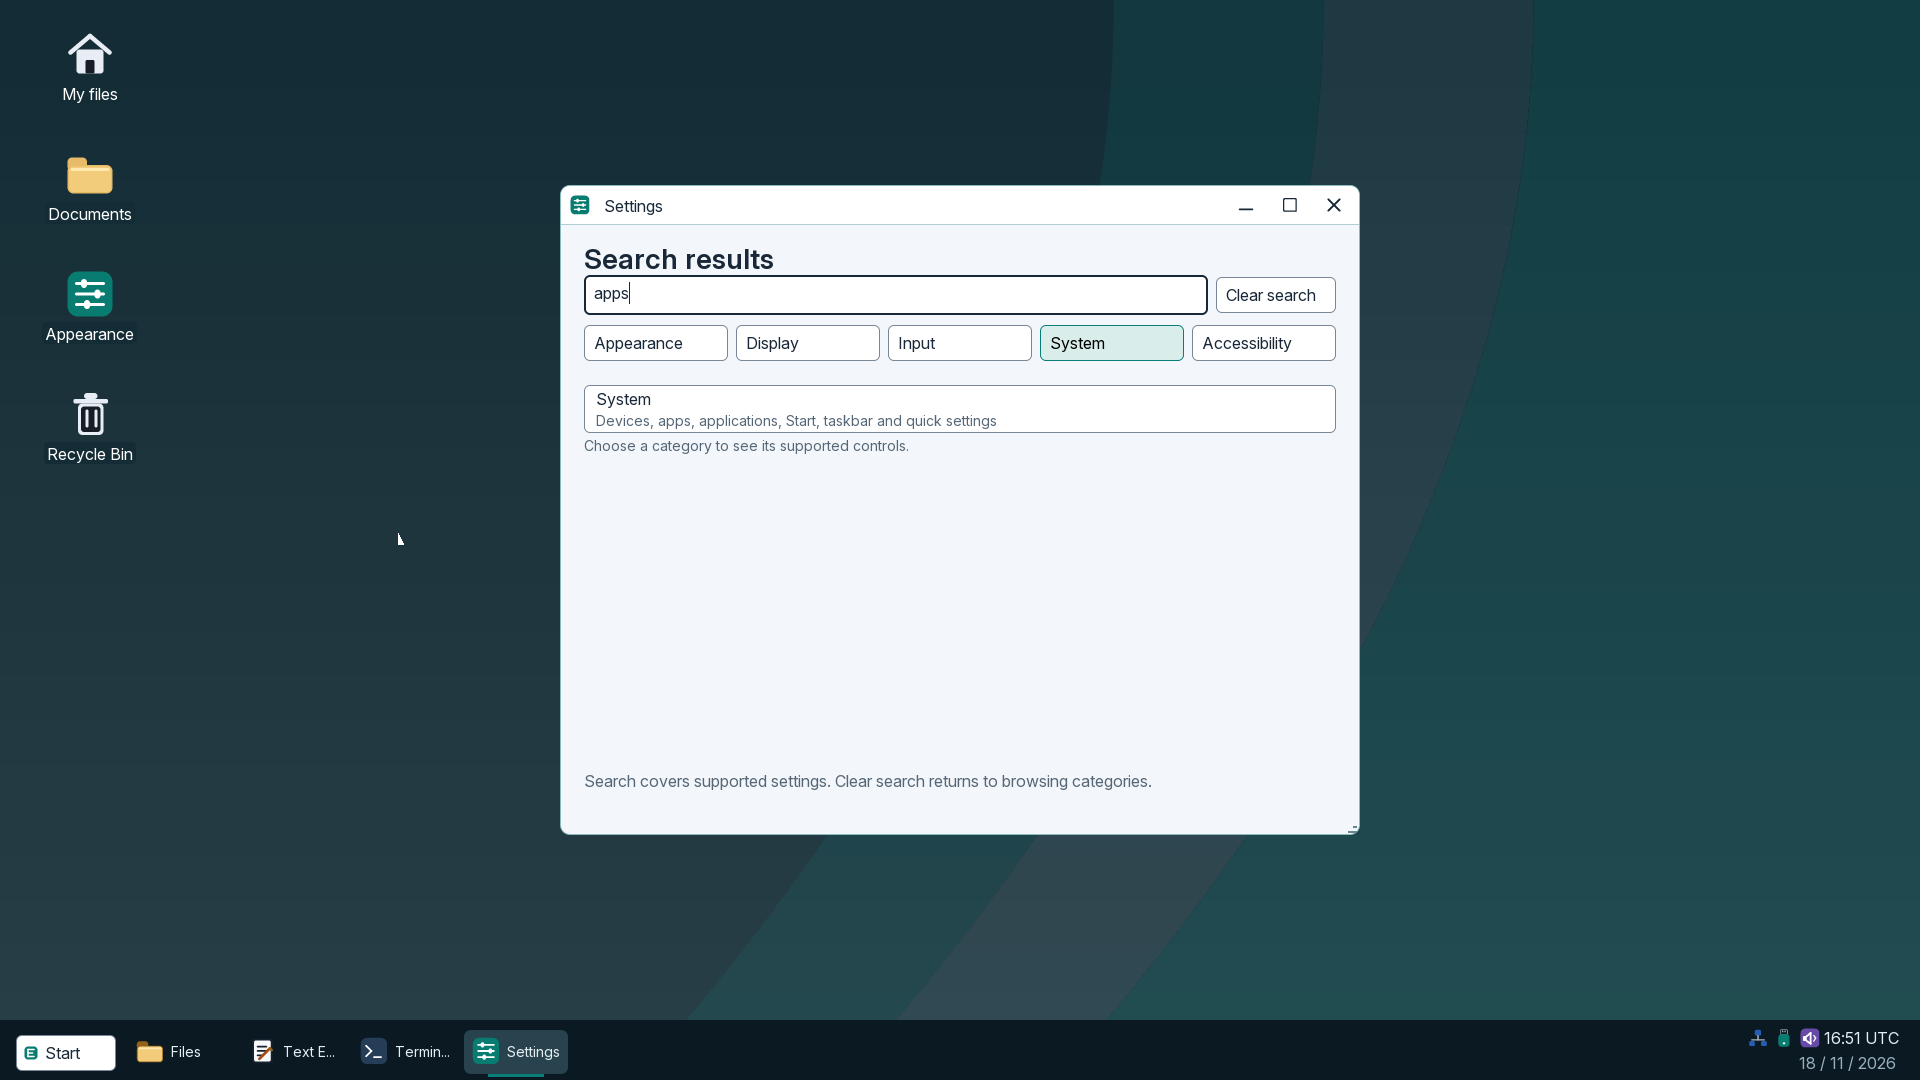 My files
Documents
Appearance
Recycle Bin
Settings
Search results
apps
Clear search
Appearance
Display
Input
System
Accessibility
System
Devices, apps, applications, Start, taskbar and quick settings
Choose a category to see its supported controls.
Search covers supported settings. Clear search returns to browsing categories.
Start
Files
Text E...
Termin...
Settings
16:51 UTC
18 / 11 / 2026